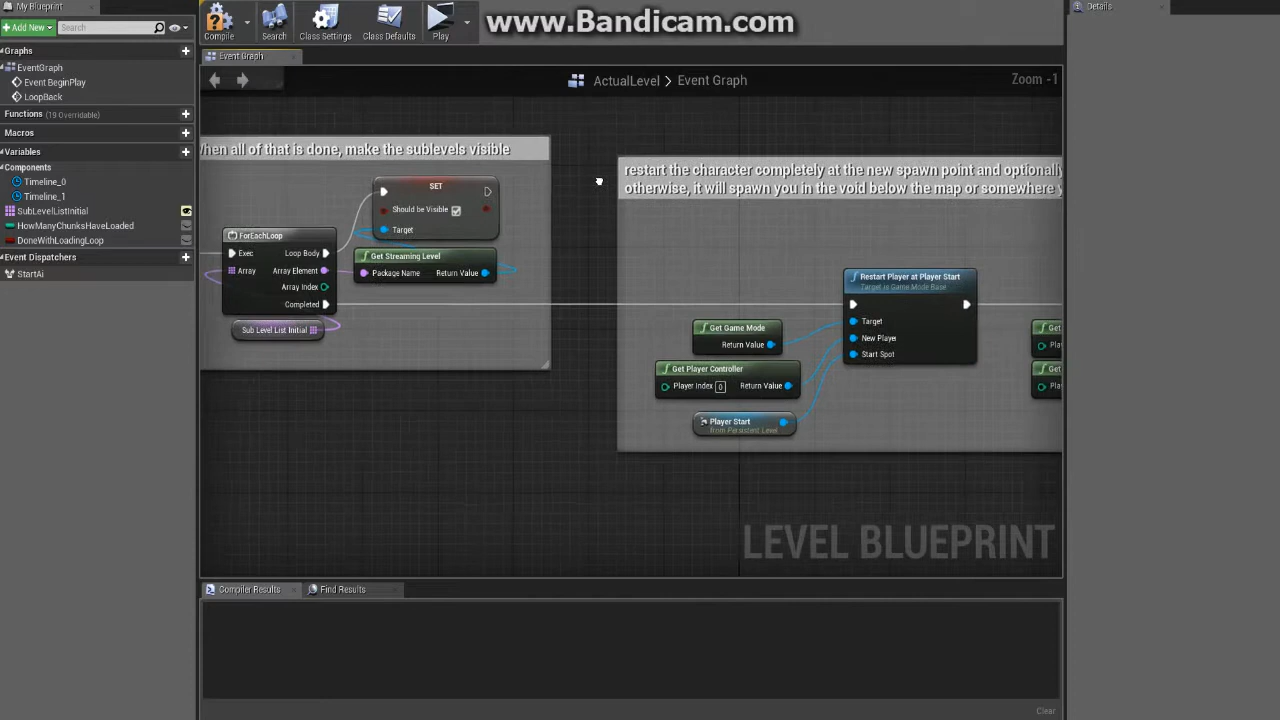 My Blueprint
Details
www.Bandicam.com
Add New
Search
Compile
Search
Class Settings
Class Defaults
Play
Graphs
Event Graph
EventGraph
Event BeginPlay
LoopBack
ActualLevel > Event Graph
Zoom -1
Functions (19 Overridable)
Macros
Variables
Components
Timeline_0
Timeline_1
SubLevelListInitial
HowManyChunksHaveLoaded
DoneWithLoadingLoop
Event Dispatchers
StartAi
when all of that is done, make the sublevels visible
SET
Should be Visible
Target
ForEachLoop
Exec
Loop Body
Array
Array Element
Array Index
Completed
Get Streaming Level
Package Name
Return Value
Sub Level List Initial
restart the character completely at the new spawn point and optionally
otherwise, it will spawn you in the void below the map or somewhere
Restart Player at Player Start
Target is Game Mode Base
Target
New Player
Start Spot
Get Game Mode
Return Value
Get Player Controller
Player Index 0
Return Value
Player Start
from Persistent Level
Get
Play
Get
Play
LEVEL BLUEPRINT
Compiler Results
Find Results
Clear